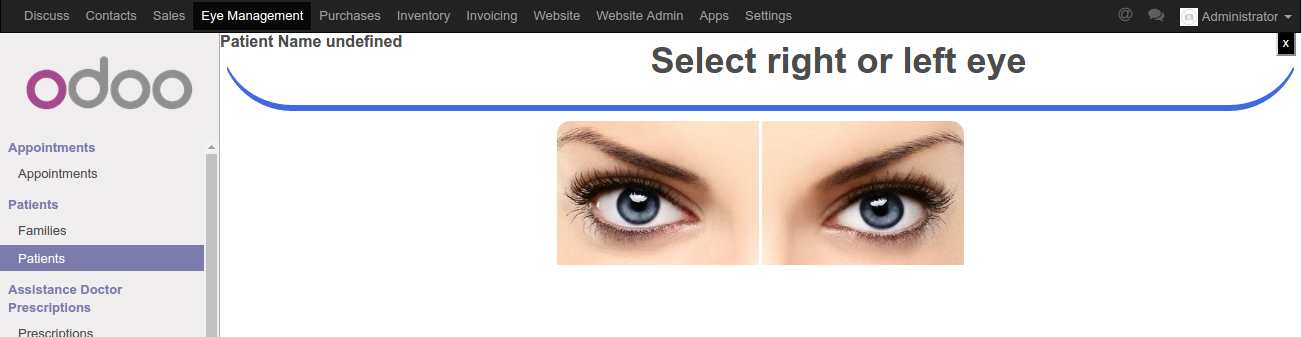 Discuss Contacts Sales Eye Management Purchases Inventory Invoicing Website Website Admin Apps Settings @ Administrator
Patient Name undefined
Select right or left eye
x
odoo
Appointments
Appointments
Patients
Families
Patients
Assistance Doctor
Prescriptions
Prescriptions